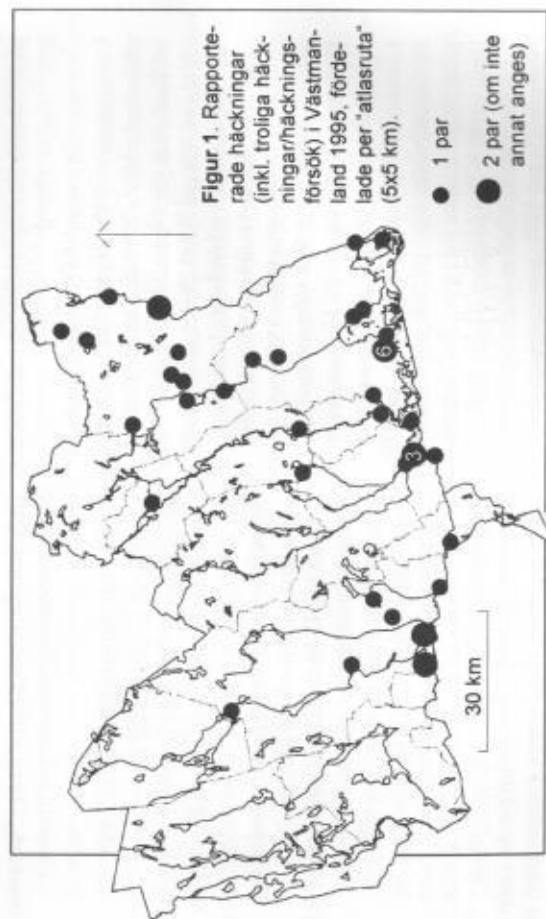 Figur 1. Rapporte-
rade häckningar
(inkl. troliga häck-
ningar/häcknings-
försök) i Västman-
land 1995, förde-
lade per "atlasruta"
(5x5 km).
1 par
2 par (om inte
annat anges)
6
3
30 km